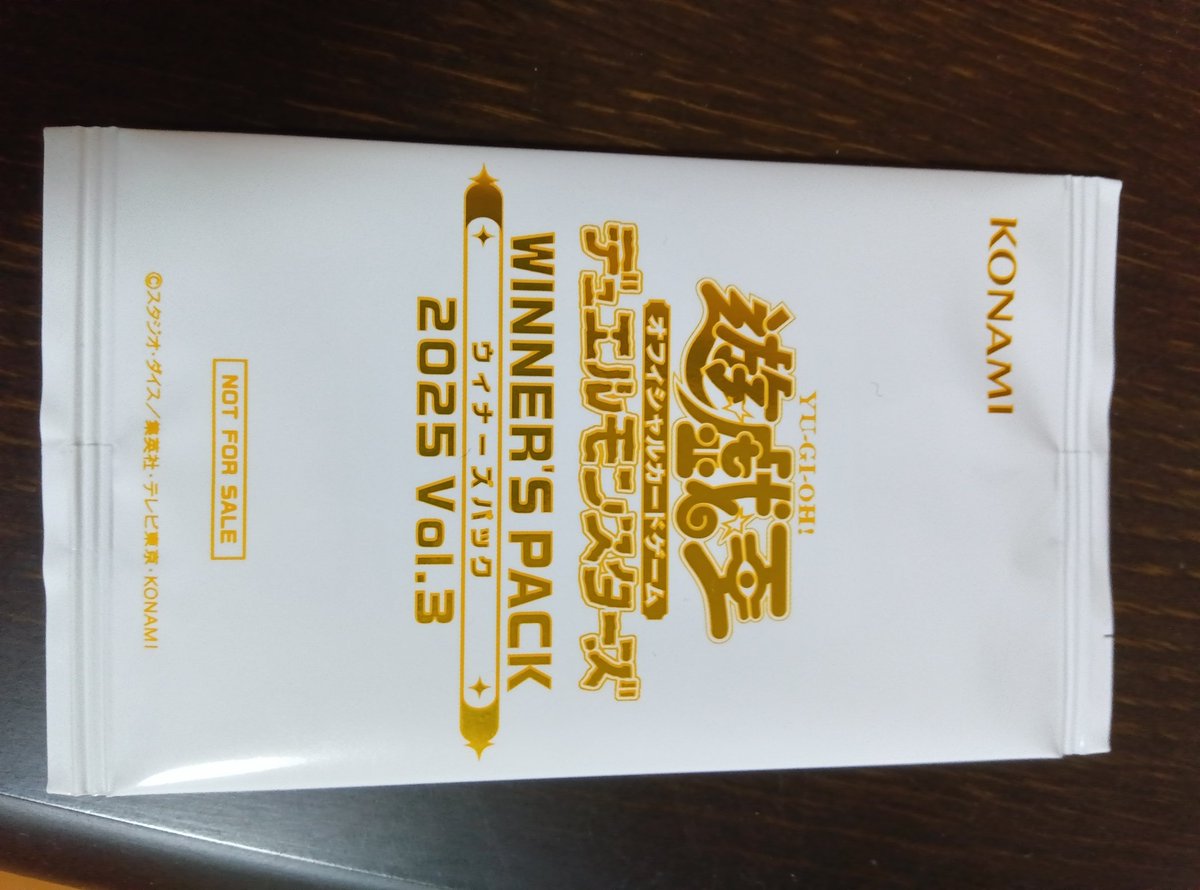 KONAMI
YU-GI-OH!
遊戯王
オフィシャルカードゲーム
デュエルモンスターズ
WINNER'S PACK
ウィナーズパック
2025 Vol.3
NOT FOR SALE
©スタジオ・ダイス／集英社・テレビ東京・KONAMI